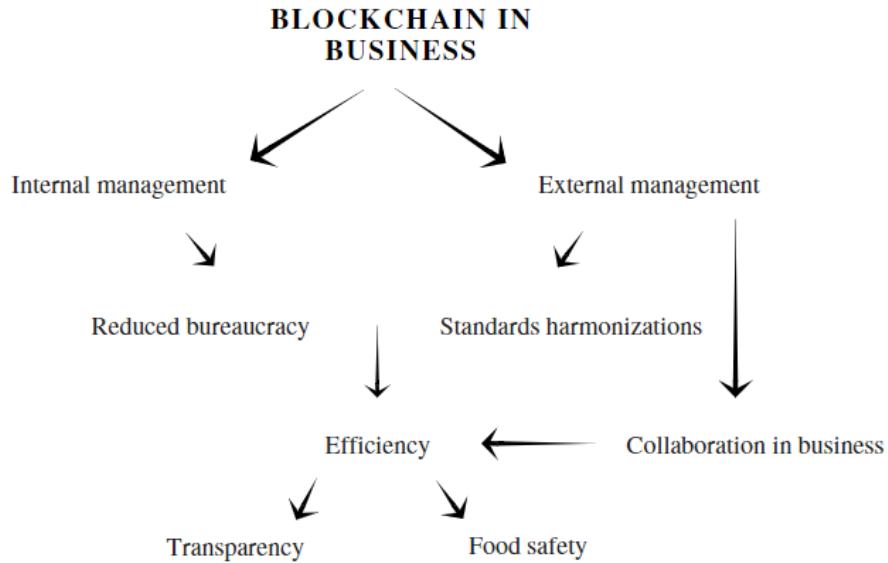 BLOCKCHAIN IN
BUSINESS
Internal management
External management
Reduced bureaucracy
Standards harmonizations
Efficiency
Collaboration in business
Transparency
Food safety